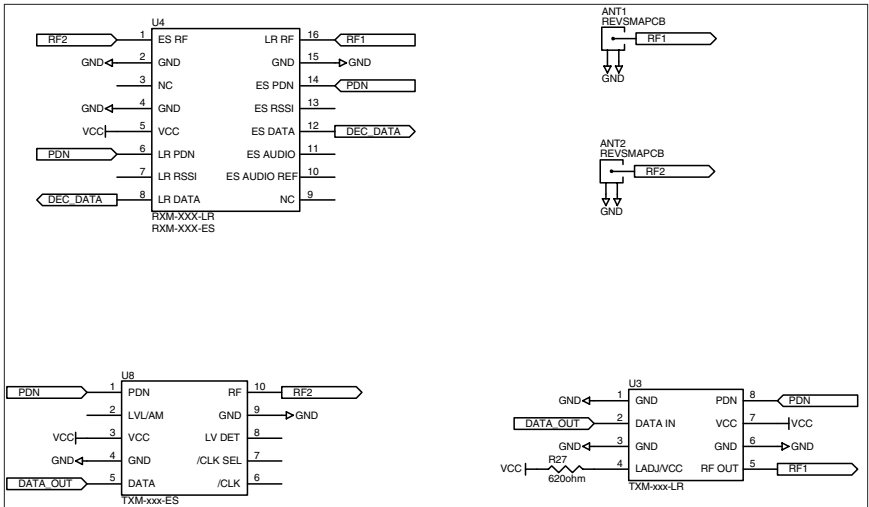 U4
RF2 1 ES RF LR RF 16 RF1
GND 2 GND GND 15 GND
3 NC ES PDN 14 PDN
GND 4 GND ES RSSI 13
VCC 5 VCC ES DATA 12 DEC_DATA
PDN 6 LR PDN ES AUDIO 11
7 LR RSSI ES AUDIO REF 10
DEC_DATA 8 LR DATA NC 9
RXM-XXX-LR
RXM-XXX-ES
ANT1
REVSMAPCB
RF1
GND
ANT2
REVSMAPCB
RF2
GND
U8
PDN 1 PDN RF 10 RF2
2 LVL/AM GND 9 GND
VCC 3 VCC LV DET 8
GND 4 GND /CLK SEL 7
DATA_OUT 5 DATA /CLK 6
TXM-xxx-ES
U3
GND 1 GND PDN 8 PDN
DATA_OUT 2 DATA IN VCC 7 VCC
GND 3 GND GND 6 GND
VCC R27 4 LADJ/VCC RF OUT 5 RF1
620ohm
TXM-xxx-LR